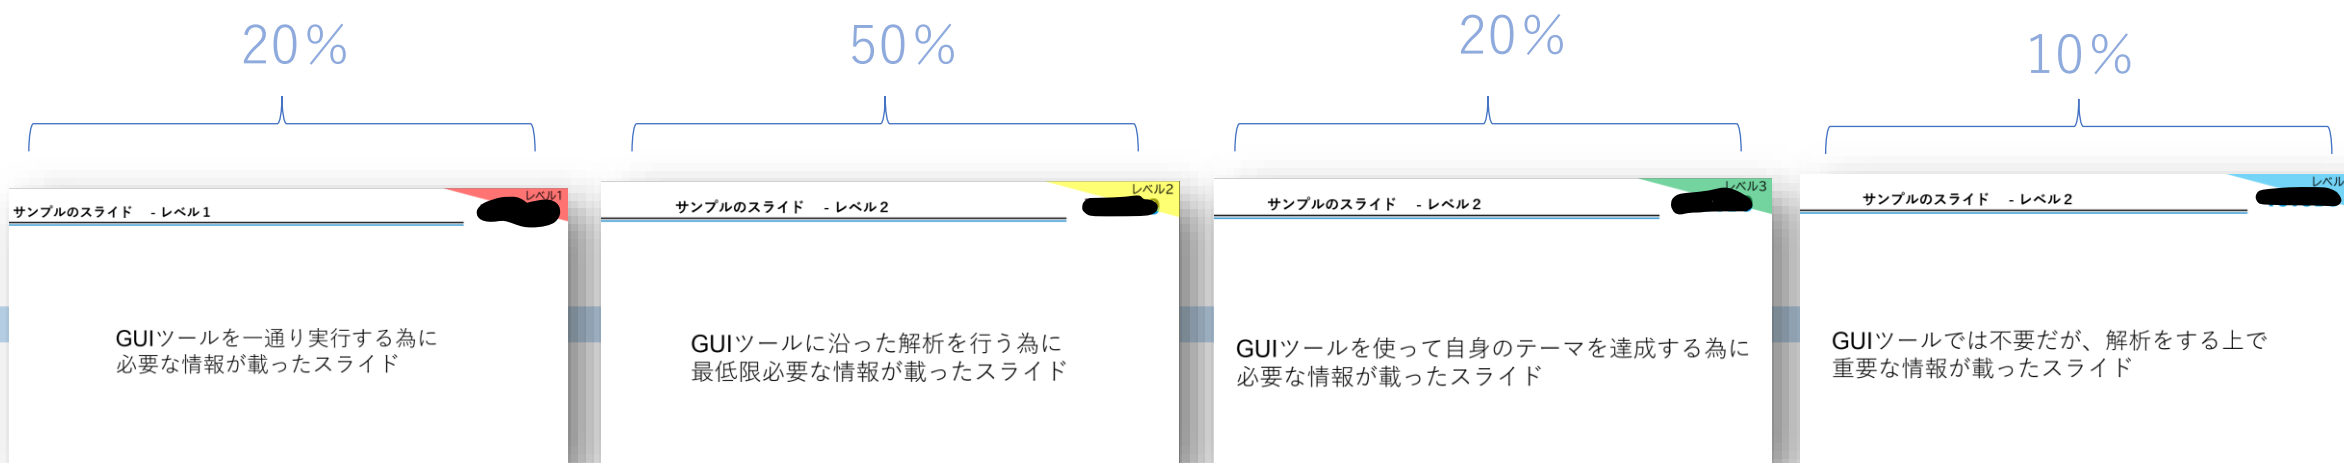 20%
50%
20%
10%
レベル1
サンプルのスライド - レベル1
GUIツールを一通り実行する為に
必要な情報が載ったスライド
レベル2
サンプルのスライド - レベル2
GUIツールに沿った解析を行う為に
最低限必要な情報が載ったスライド
レベル3
サンプルのスライド - レベル2
GUIツールを使って自身のテーマを達成する為に
必要な情報が載ったスライド
レベル
サンプルのスライド - レベル2
GUIツールでは不要だが、解析をする上で
重要な情報が載ったスライド